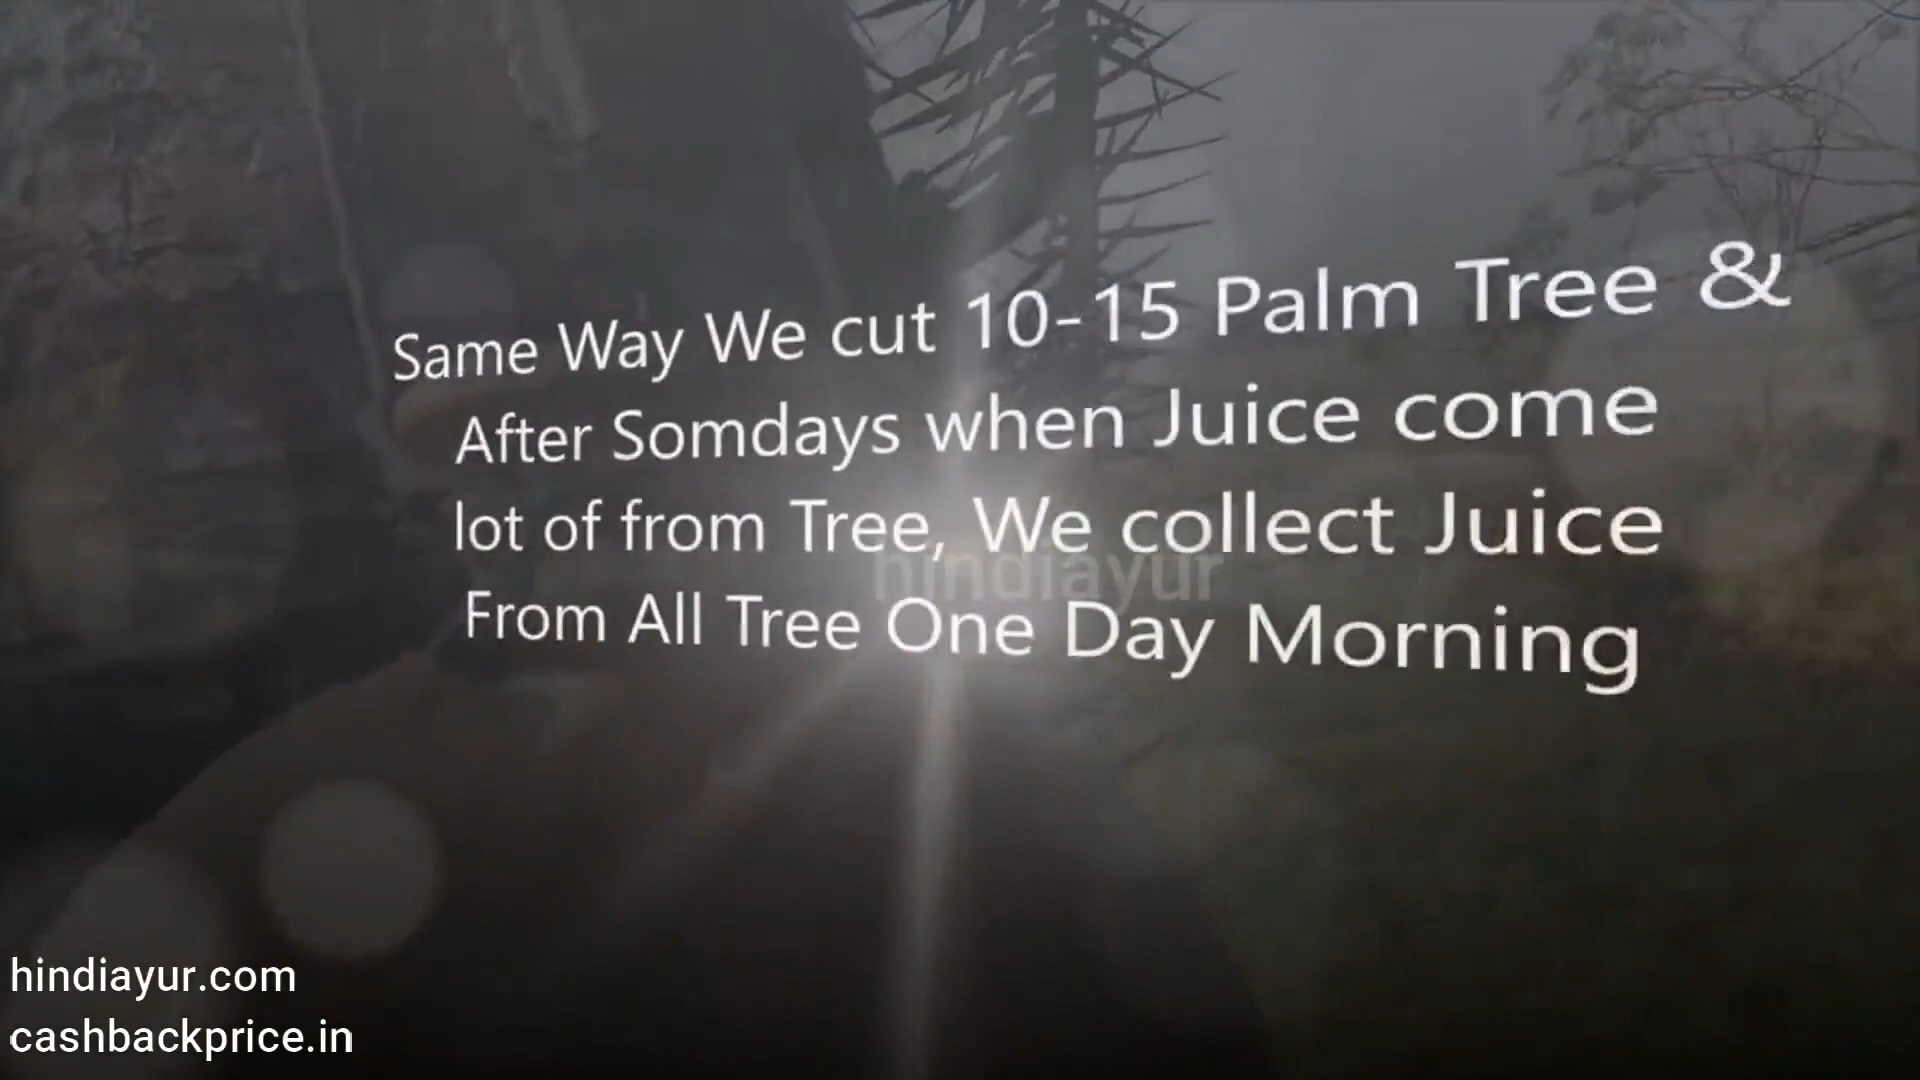 Same Way We cut 10-15 Palm Tree &
After Somdays when Juice come
lot of from Tree, We collect Juice
hindiayur
From All Tree One Day Morning
hindiayur.com
cashbackprice.in